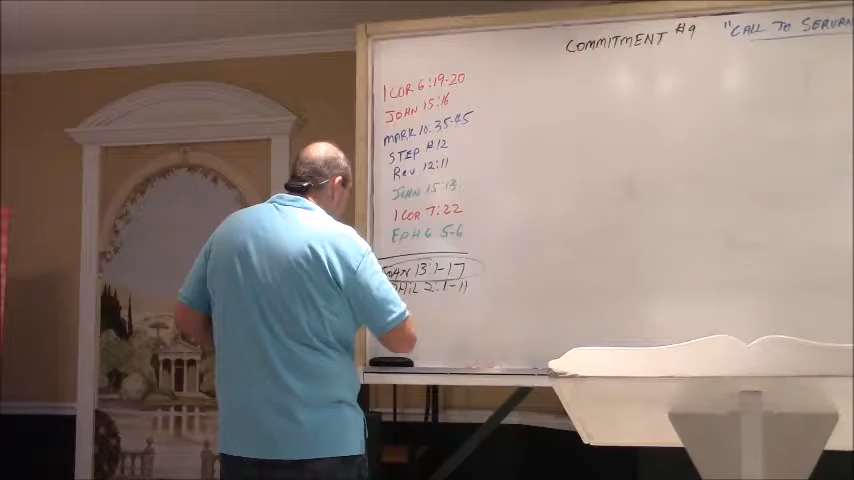 COMMITMENT #9 "CALL TO SERVAN
1 COR 6:19-20
JOHN 15:16
MARK 10:35-45
STEP #12
REV 12:11
JOHN 15:13
1 COR 7:22
EPH 6 5-6
13:1-17
PHIL 2:1-11